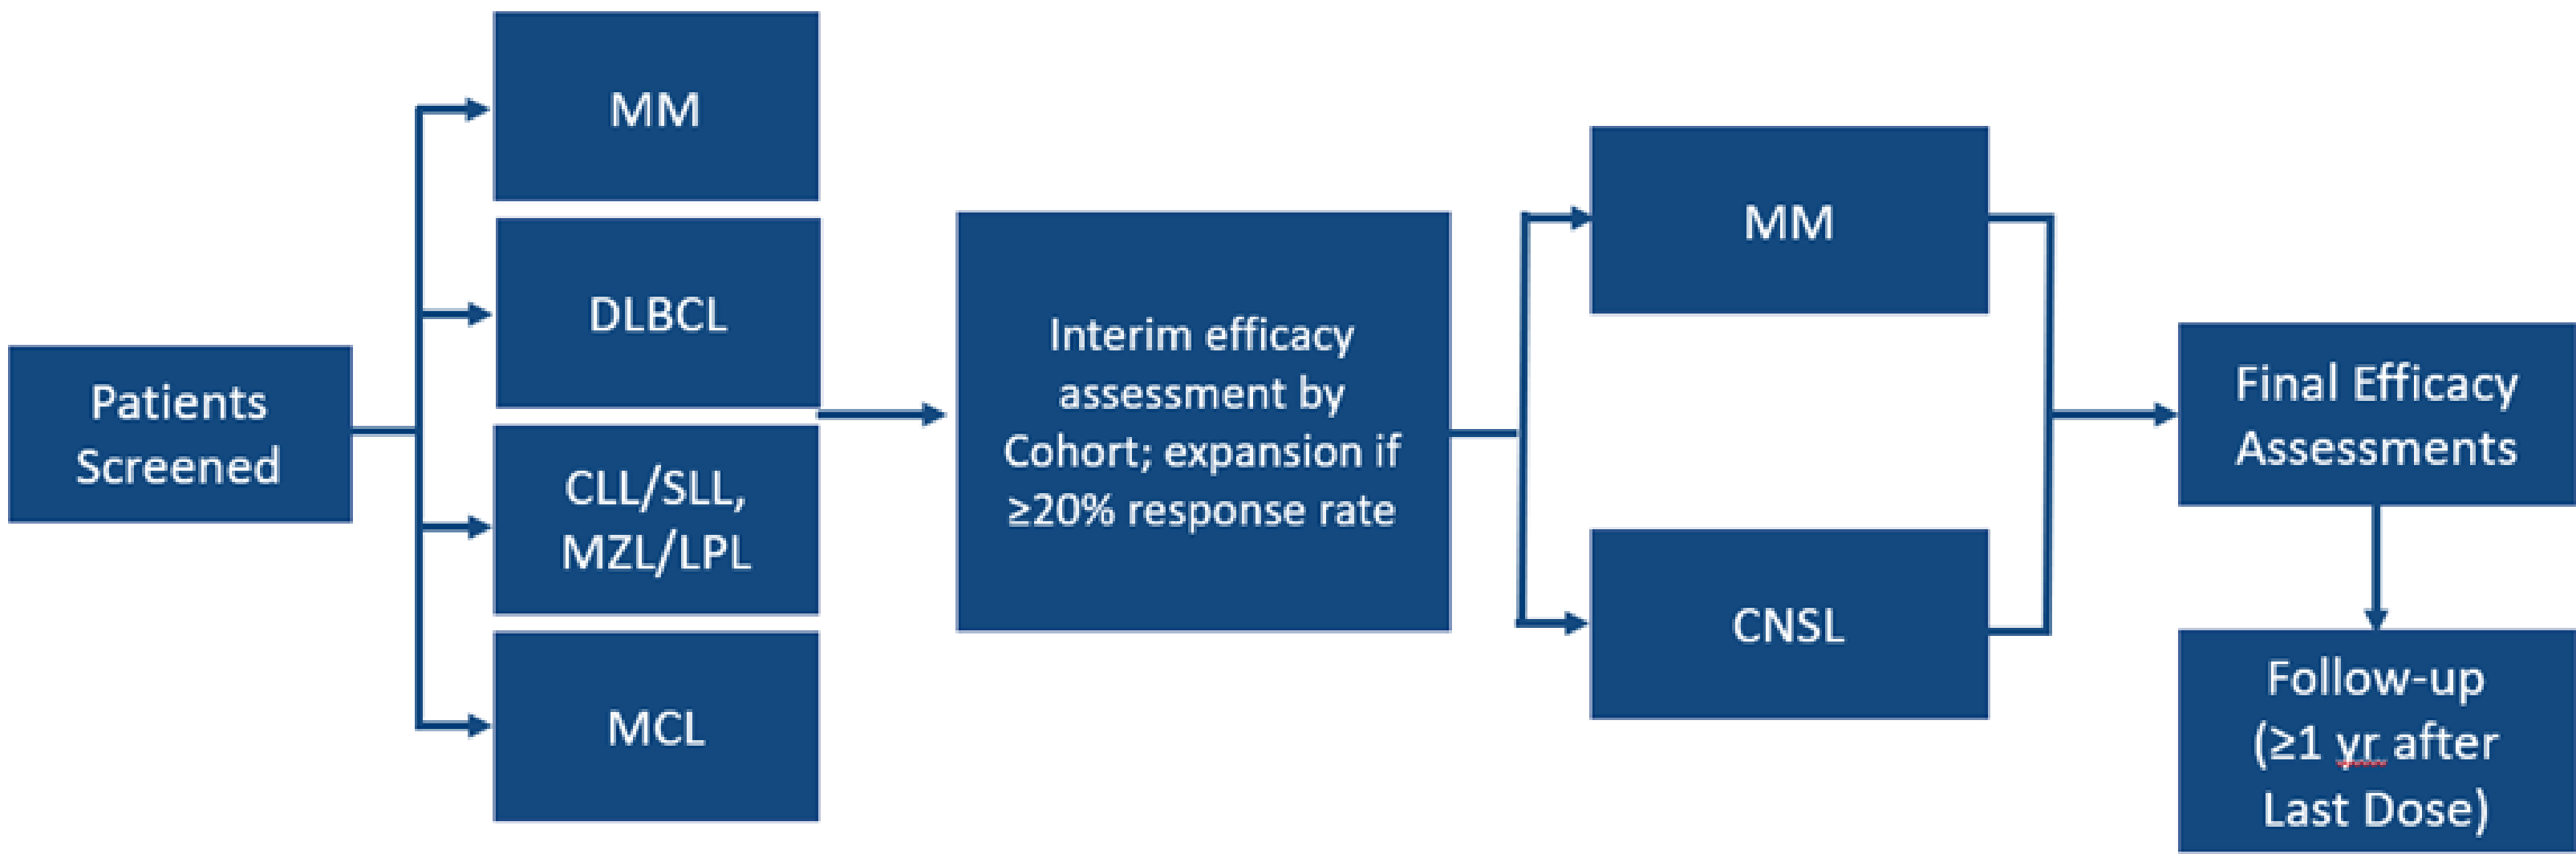 Patients
Screened
MM
DLBCL
CLL/SLL,
MZL/LPL
MCL
Interim efficacy
assessment by
Cohort; expansion if
≥20% response rate
MM
CNSL
Final Efficacy
Assessments
Follow-up
(≥1 yr after
Last Dose)